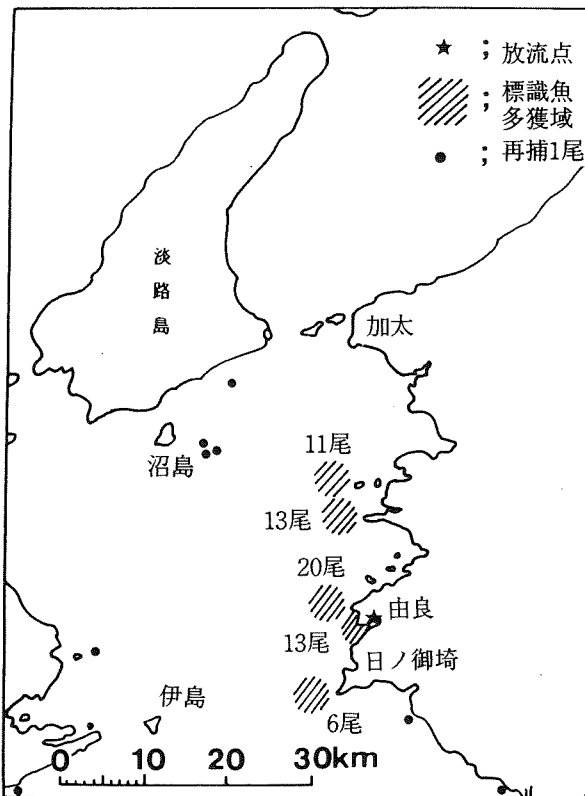 ; 放流点
; 標識魚
多獲域
; 再捕1尾
淡路島
加太
沼島
11尾
13尾
20尾
由良
13尾
日ノ御埼
伊島
6尾
0 10 20 30km